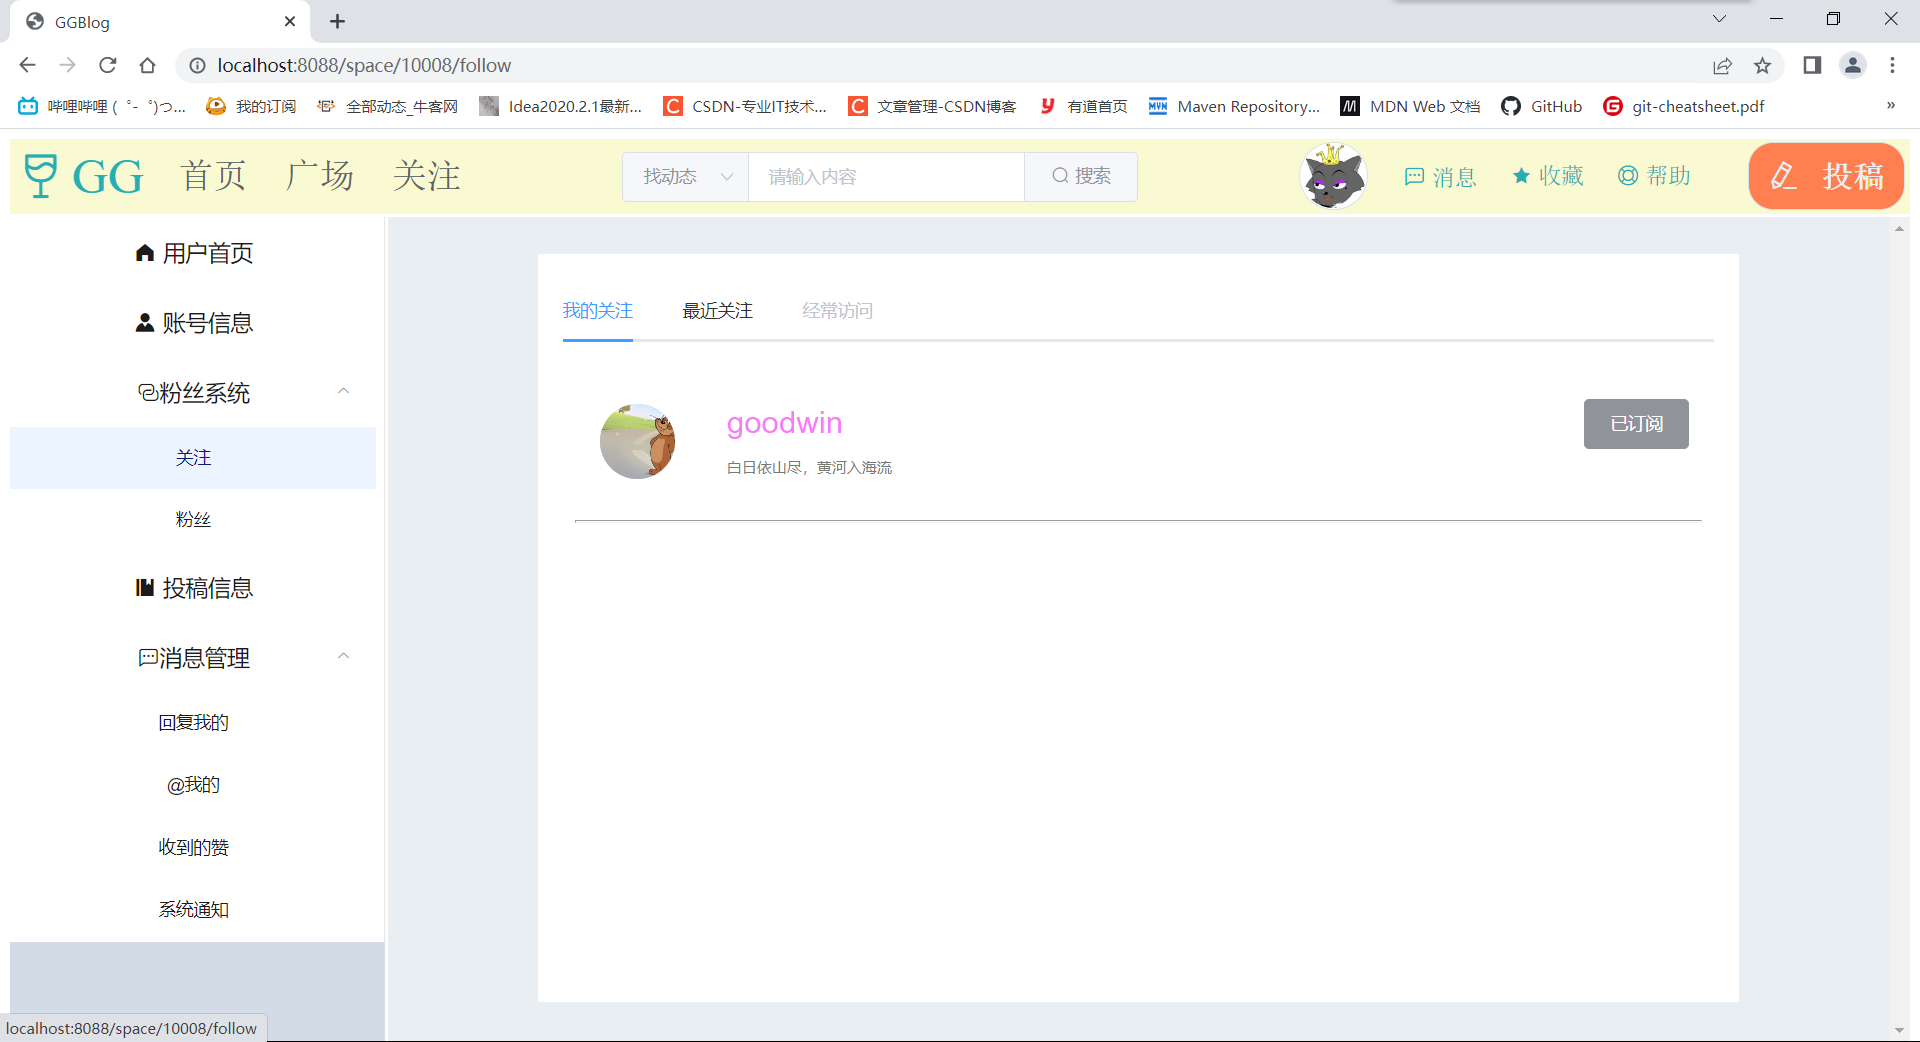 GGBlog
localhost:8088/space/10008/follow
哔哩哔哩 (゜-゜)つ...
我的订阅
全部动态_牛客网
Idea2020.2.1最新...
CSDN-专业IT技术...
文章管理-CSDN博客
有道首页
Maven Repository...
MDN Web 文档
GitHub
git-cheatsheet.pdf
»
GG
首页
广场
关注
找动态
请输入内容
搜索
消息
收藏
帮助
投稿
用户首页
账号信息
粉丝系统
关注
粉丝
投稿信息
消息管理
回复我的
@我的
收到的赞
系统通知
我的关注
最近关注
经常访问
goodwin
已订阅
白日依山尽，黄河入海流
localhost:8088/space/10008/follow